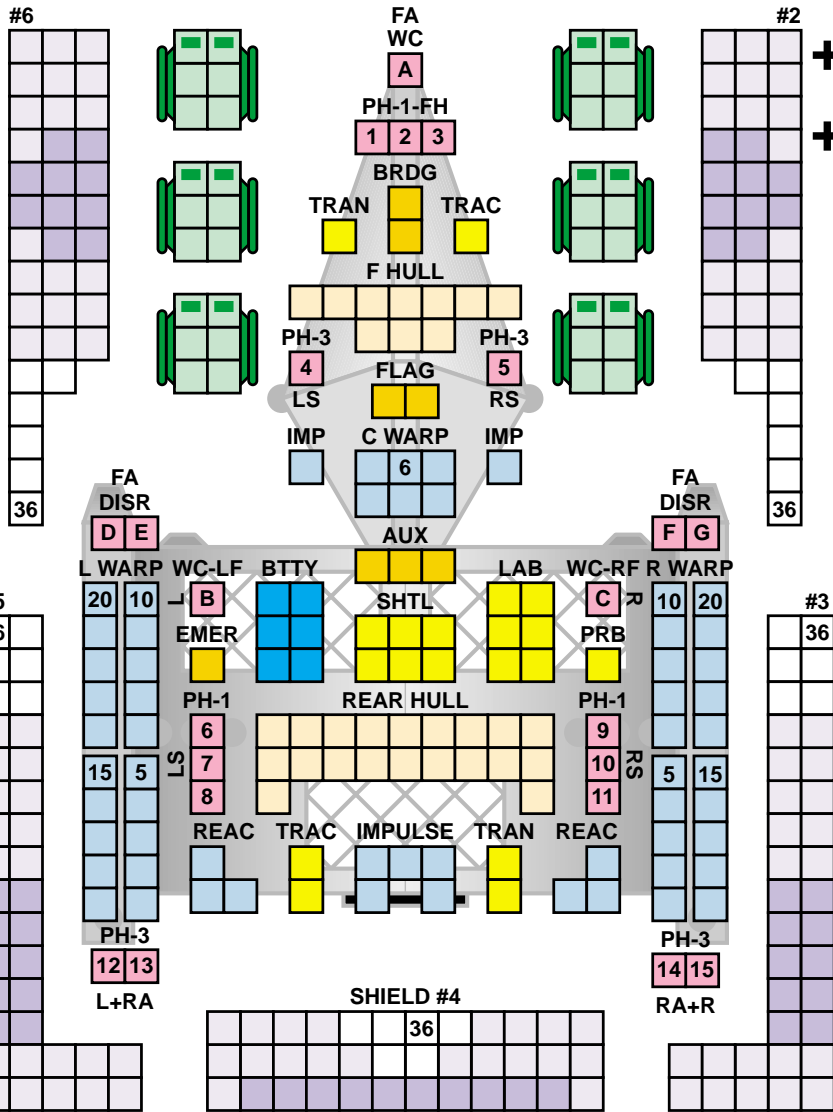 #6
FA
#2
WC
A
PH-1-FH
1 2 3
BRDG
TRAN
TRAC
F HULL
PH-3
PH-3
4
5
FLAG
LS
RS
IMP
C WARP
IMP
6
FA
FA
36
36
DISR
DISR
D E
F G
AUX
L WARP
WC-LF
BTTY
LAB
WC-RF
R WARP
20 10
L
B
SHTL
C
R
10 20
#3
36
EMER
PRB
PH-1
REAR HULL
PH-1
6
9
LS
7
10
RS
15 5
8
11
5 15
REAC
TRAC
IMPULSE
TRAN
REAC
PH-3
PH-3
12 13
14 15
L+RA
SHIELD #4
RA+R
36